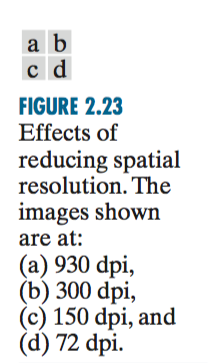 a b
c d
FIGURE 2.23
Effects of
reducing spatial
resolution. The
images shown
are at:
(a) 930 dpi,
(b) 300 dpi,
(c) 150 dpi, and
(d) 72 dpi.